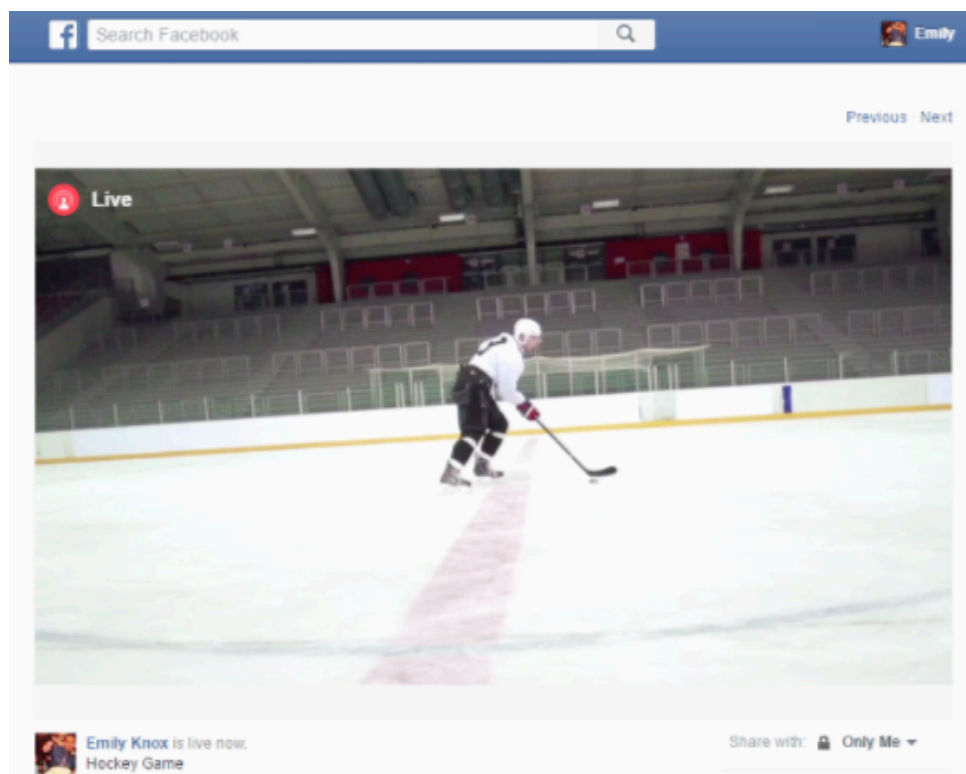 f Search Facebook Emily
Previous · Next
Live
Emily Knox is live now.
Share with: Only Me
Hockey Game